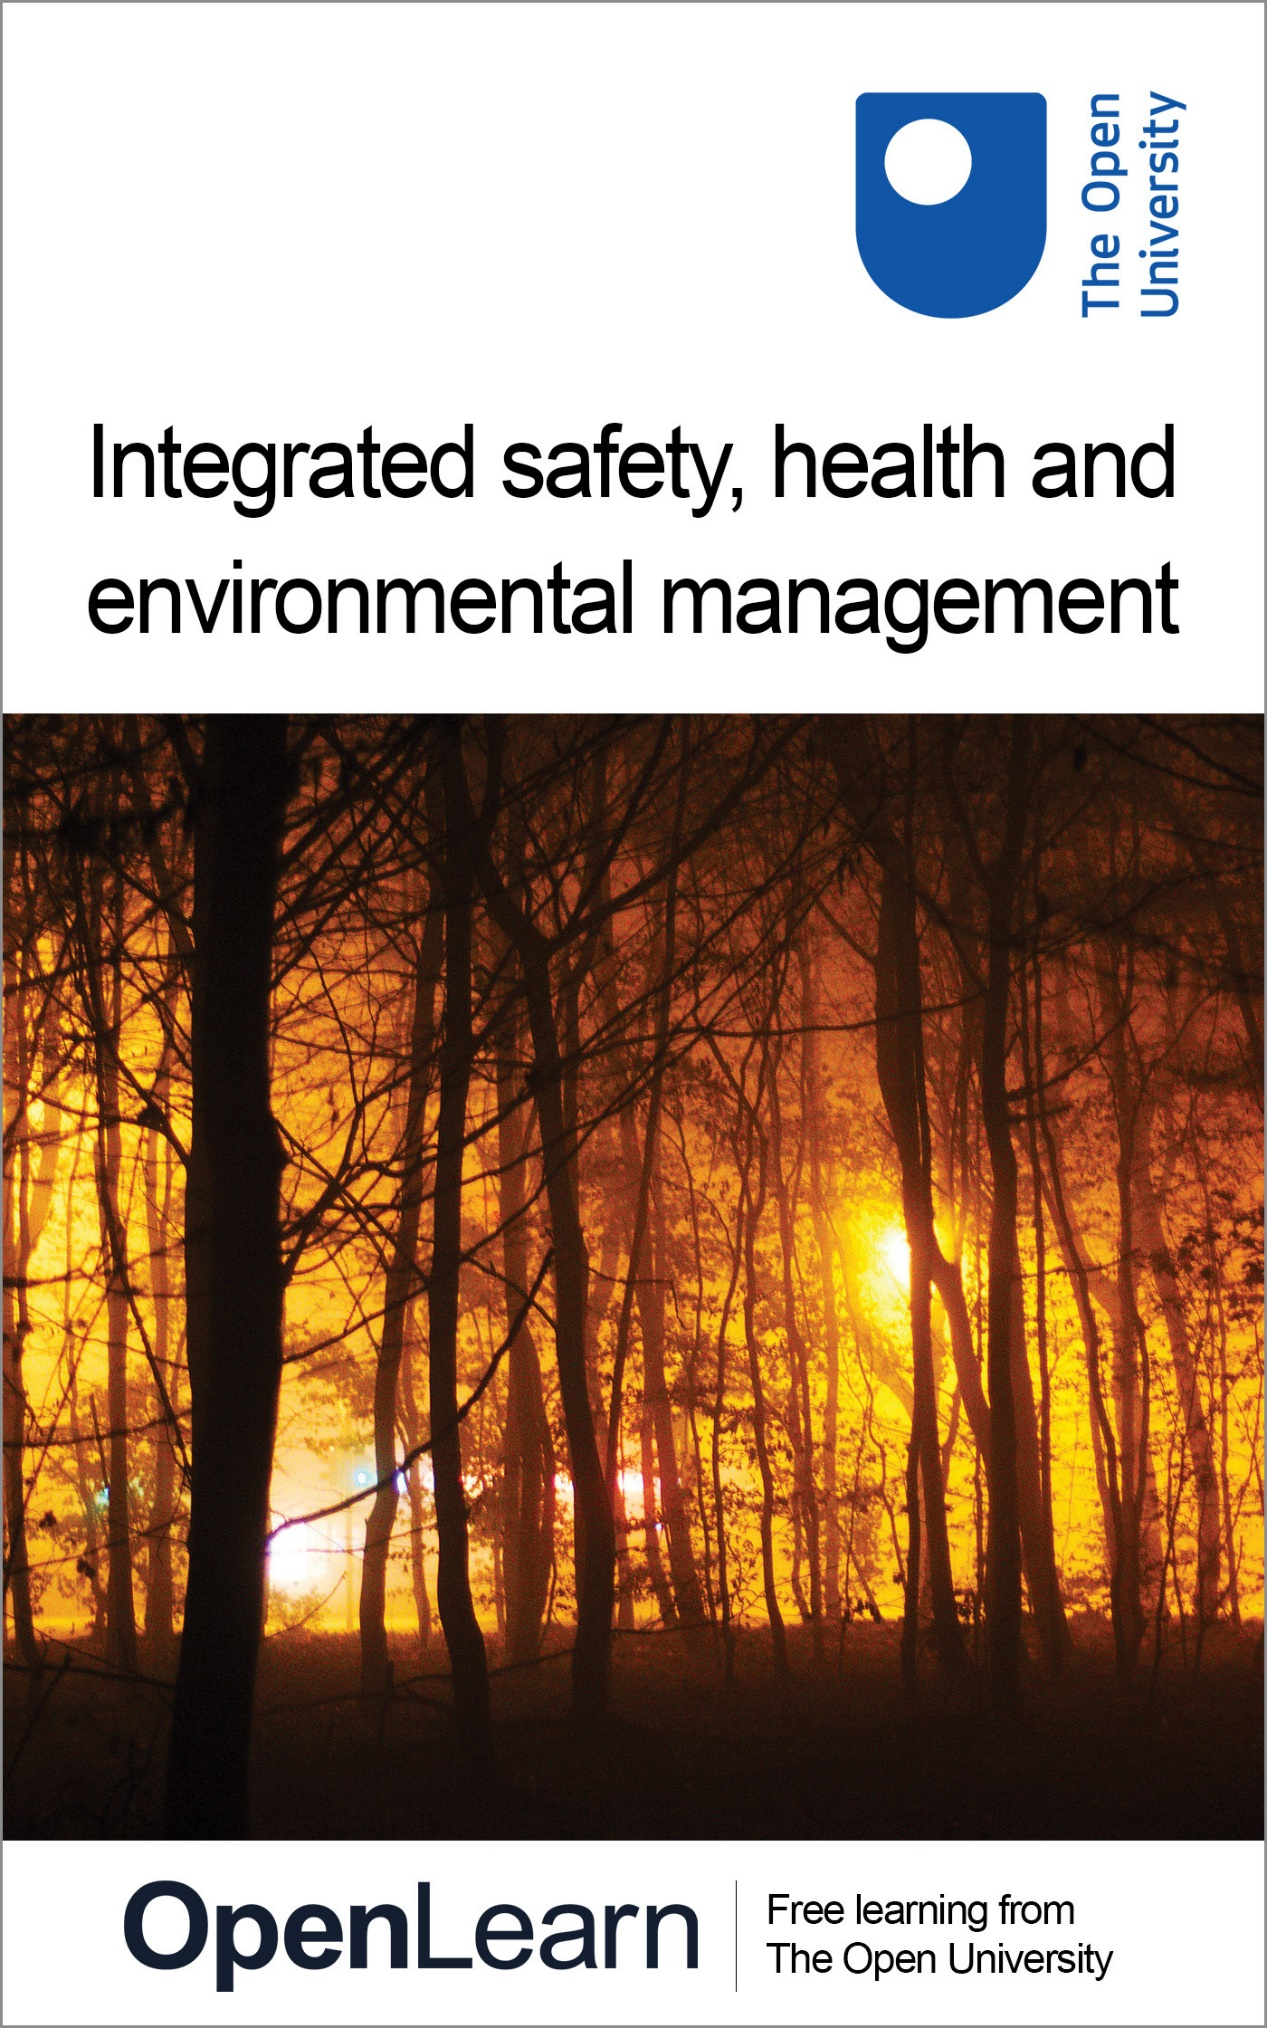 The Open
University
Integrated safety, health and
environmental management
OpenLearn
Free learning from
The Open University